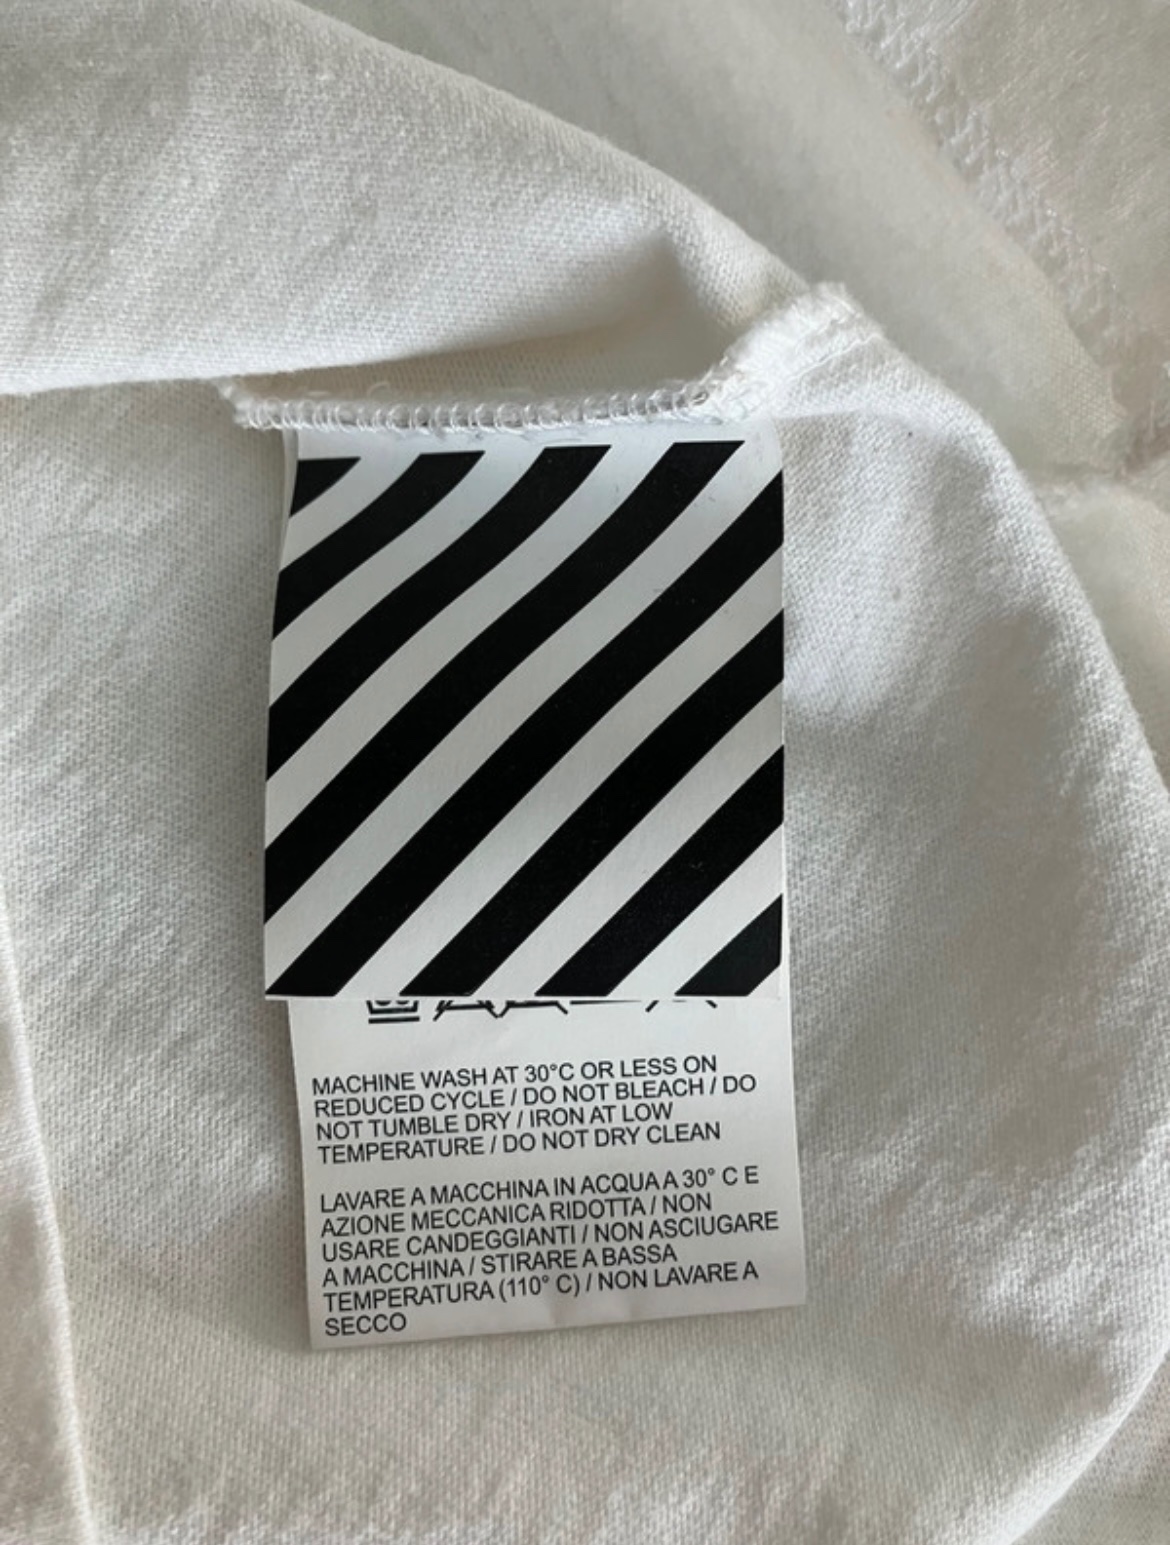 MACHINE WASH AT 30°C OR LESS ON
REDUCED CYCLE / DO NOT BLEACH / DO
NOT TUMBLE DRY / IRON AT LOW
TEMPERATURE / DO NOT DRY CLEAN
LAVARE A MACCHINA IN ACQUA A 30° C E
AZIONE MECCANICA RIDOTTA / NON
USARE CANDEGGIANTI / NON ASCIUGARE
A MACCHINA / STIRARE A BASSA
TEMPERATURA (110° C) / NON LAVARE A
SECCO